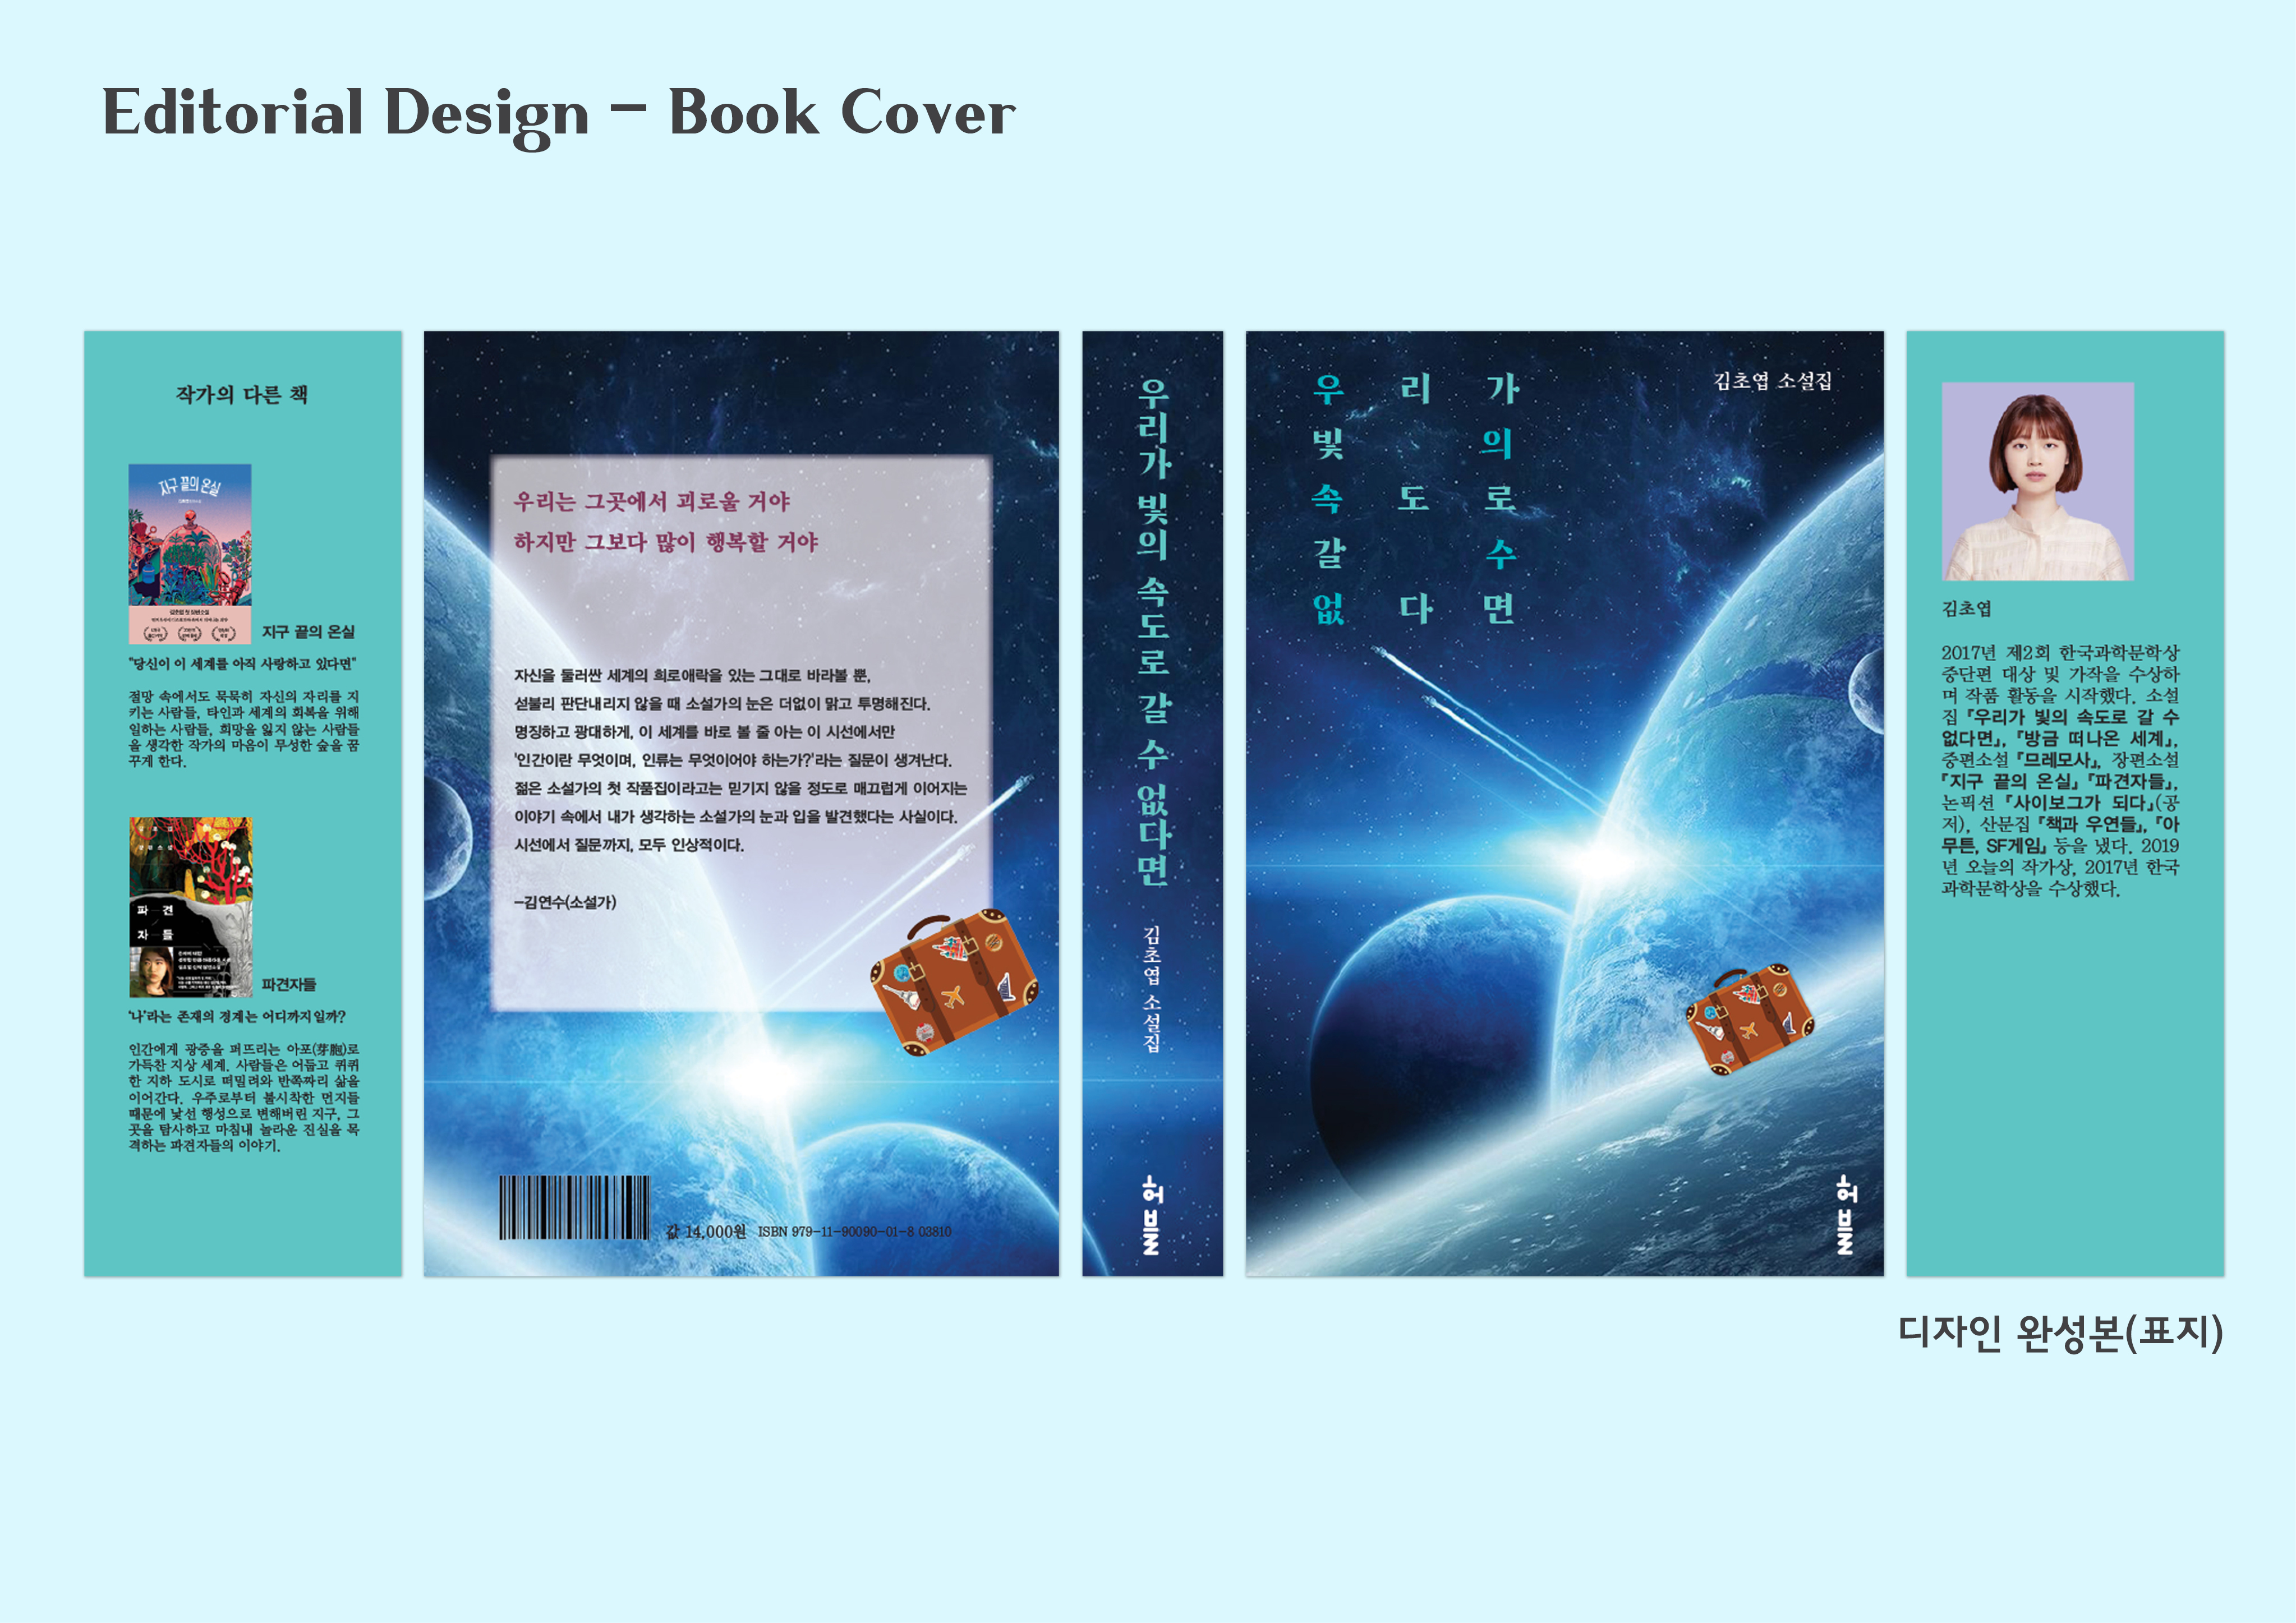 Editorial Design – Book Cover
작가의 다른 책
지구 끝의 온실
지구 끝의 온실
"당신이 이 세계를 아직 사랑하고 있다면"
절망 속에서도 묵묵히 자신의 자리를 지
키는 사람들, 타인과 세계의 회복을 위해
일하는 사람들, 희망을 잃지 않는 사람들
을 생각한 작가의 마음이 무성한 숲을 꿈
꾸게 한다.
파 견
자 들
파견자들
'나'라는 존재의 경계는 어디까지일까?
인간에게 광증을 퍼뜨리는 아포(芽胞)로
가득찬 지상 세계. 사람들은 어둡고 퀴퀴
한 지하 도시로 떠밀려와 반쪽짜리 삶을
이어간다. 우주로부터 불시착한 먼지들
때문에 낯선 행성으로 변해버린 지구, 그
곳을 탐사하고 마침내 놀라운 진실을 목
격하는 파견자들의 이야기.
우리는 그곳에서 괴로울 거야
하지만 그보다 많이 행복할 거야
자신을 둘러싼 세계의 희로애락을 있는 그대로 바라볼 뿐,
섣불리 판단내리지 않을 때 소설가의 눈은 더없이 맑고 투명해진다.
명징하고 광대하게, 이 세계를 바로 볼 줄 아는 이 시선에서만
'인간이란 무엇이며, 인류는 무엇이어야 하는가?'라는 질문이 생겨난다.
젊은 소설가의 첫 작품집이라고는 믿기지 않을 정도로 매끄럽게 이어지는
이야기 속에서 내가 생각하는 소설가의 눈과 입을 발견했다는 사실이다.
시선에서 질문까지, 모두 인상적이다.
–김연수(소설가)
값 14,000원 ISBN 979-11-90090-01-8 03810
우리가 빛의 속도로 갈 수 없다면
김초엽 소설집
허블
우 리 가
빛 의
속 도 로
갈 수
없 다 면
김초엽 소설집
허블
김초엽
2017년 제2회 한국과학문학상
중단편 대상 및 가작을 수상하
며 작품 활동을 시작했다. 소설
집 『우리가 빛의 속도로 갈 수
없다면』, 『방금 떠나온 세계』,
중편소설 『므레모사』, 장편소설
『지구 끝의 온실』 『파견자들』,
논픽션 『사이보그가 되다』(공
저), 산문집 『책과 우연들』, 『아
무튼, SF게임』 등을 냈다. 2019
년 오늘의 작가상, 2017년 한국
과학문학상을 수상했다.
디자인 완성본(표지)